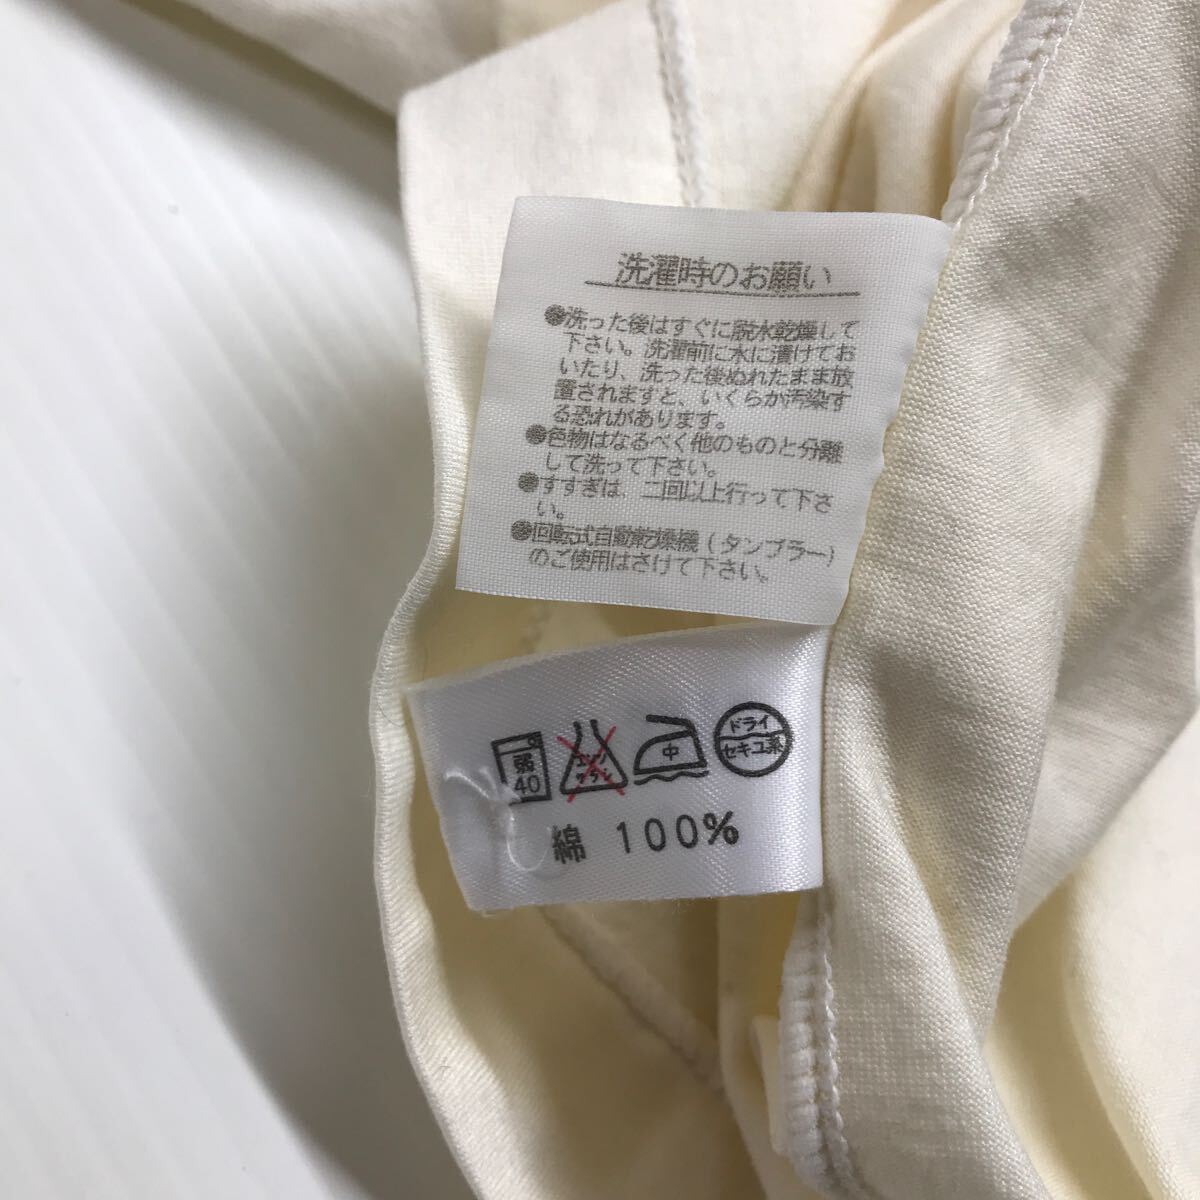 洗濯時のお願い
●洗った後はすぐに脱水乾燥して
下さい。洗濯前に水に漬けてお
いたり、洗った後ぬれたまま放
置されますと、いくらか汚染す
る恐れがあります。
●色物はなるべく他のものと分離
して洗って下さい。
●すすぎは、二回以上行って下さ
い。
●回転式自動乾燥機(タンブラー)
のご使用はさけて下さい。
弱
40
エンソ
サラシ
中
ドライ
セキユ系
綿 100%